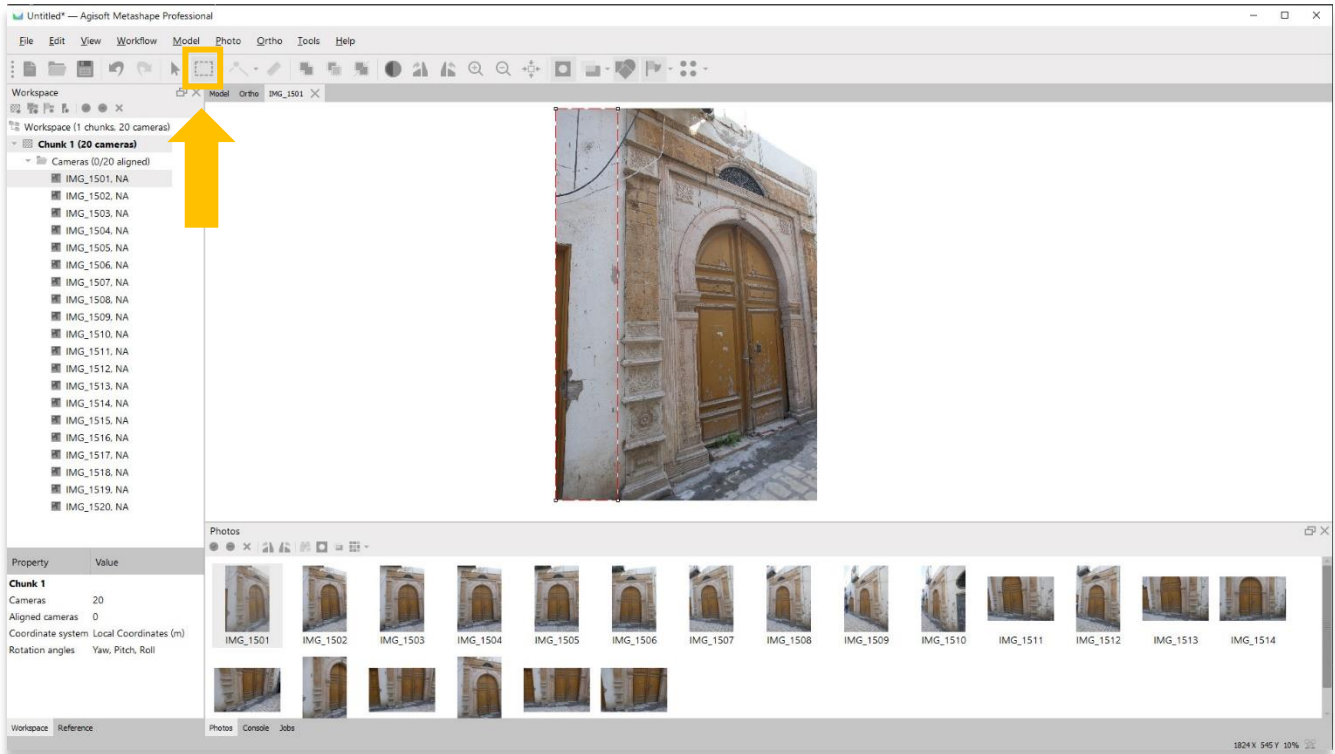 Untitled* — Agisoft Metashape Professional
File Edit View Workflow Model Photo Ortho Tools Help
Workspace
Model Ortho IMG_1501
Workspace (1 chunks, 20 cameras)
Chunk 1 (20 cameras)
Cameras (0/20 aligned)
IMG_1501, NA
IMG_1502, NA
IMG_1503, NA
IMG_1504, NA
IMG_1505, NA
IMG_1506, NA
IMG_1507, NA
IMG_1508, NA
IMG_1509, NA
IMG_1510, NA
IMG_1511, NA
IMG_1512, NA
IMG_1513, NA
IMG_1514, NA
IMG_1515, NA
IMG_1516, NA
IMG_1517, NA
IMG_1518, NA
IMG_1519, NA
IMG_1520, NA
Property Value
Chunk 1
Cameras 20
Aligned cameras 0
Coordinate system Local Coordinates (m)
Rotation angles Yaw, Pitch, Roll
Workspace Reference
Photos
IMG_1501 IMG_1502 IMG_1503 IMG_1504 IMG_1505 IMG_1506 IMG_1507 IMG_1508 IMG_1509 IMG_1510 IMG_1511 IMG_1512 IMG_1513 IMG_1514
Photos Console Jobs
1824 X 545 Y 10%